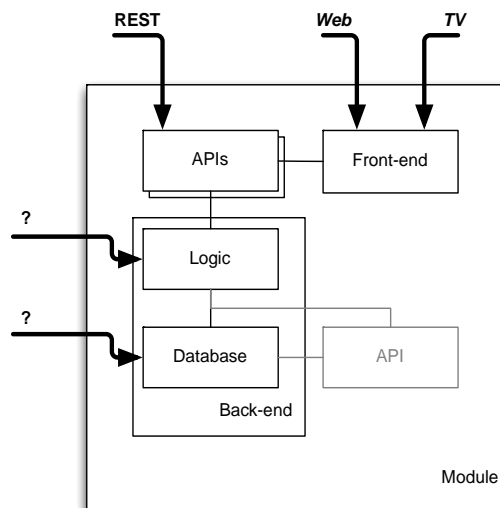 REST
Web
TV
APIs
Front-end
?
Logic
?
Database
API
Back-end
Module